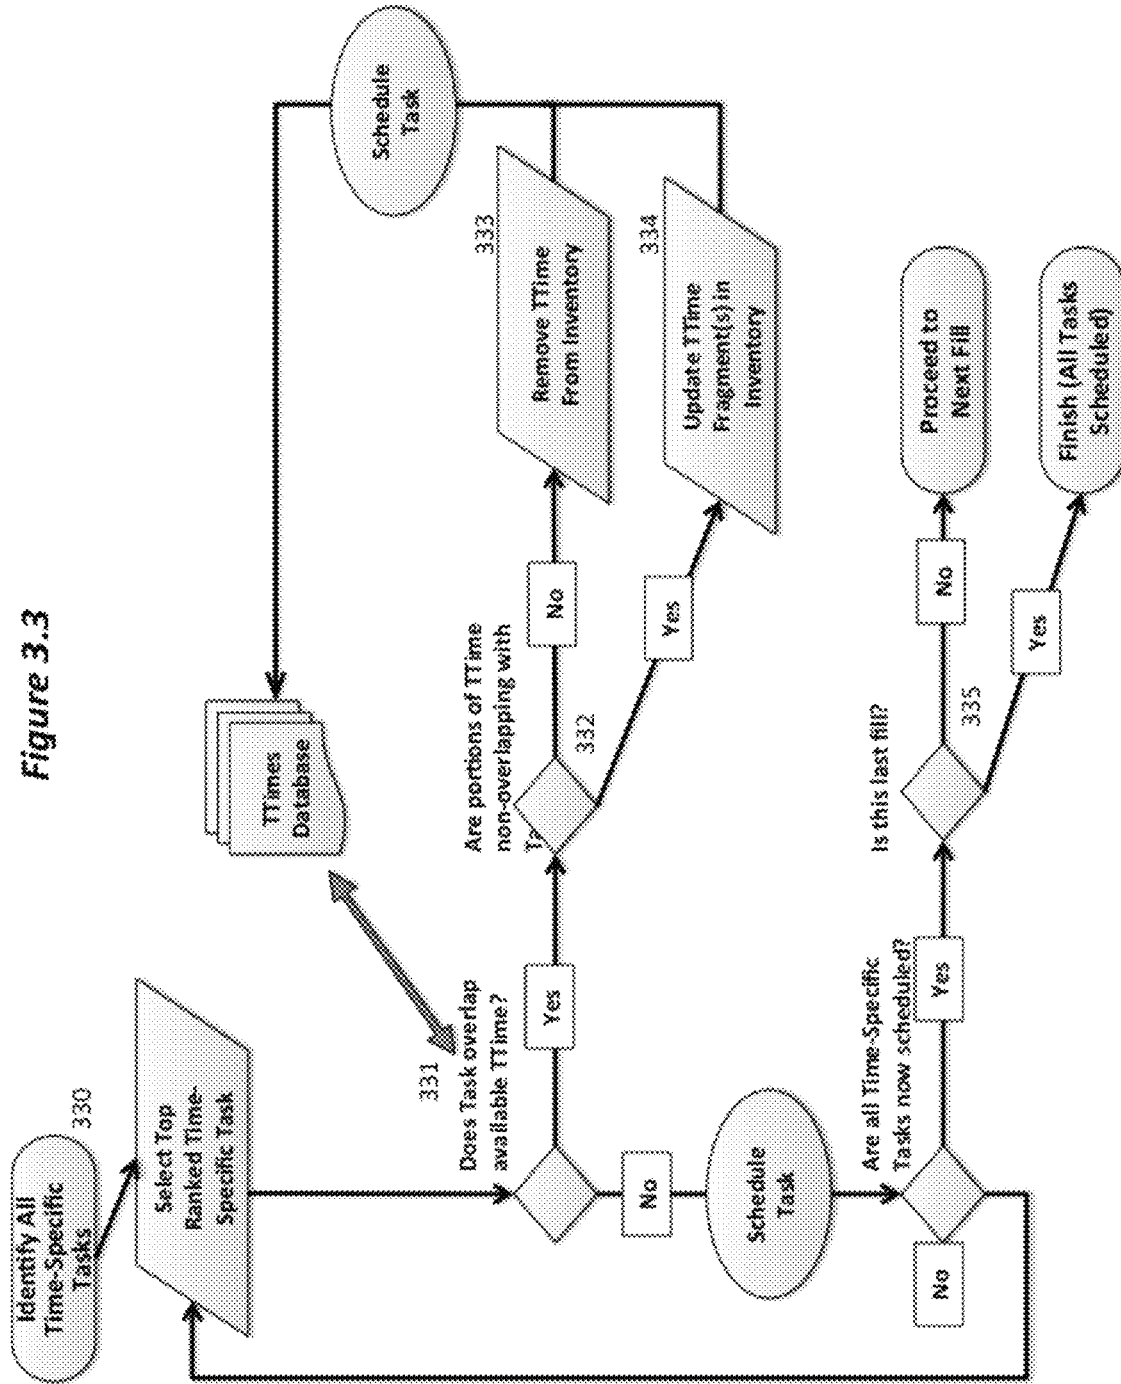 Figure 3.3
Identify All
Time-Specific
Tasks
330
Select Top
Ranked Time-
Specific Task
TTimes
Database
Schedule
Task
331
Does Task overlap
available TTime?
Yes
Are portions of TTime
non-overlapping with
332
No
Remove TTime
From Inventory
333
Yes
Update TTime
Fragment(s) in
Inventory
334
No
Schedule
Task
Are all Time-Specific
Tasks now scheduled?
No
Yes
Is this last fill?
335
No
Proceed to
Next Fill
Yes
Finish (All Tasks
Scheduled)